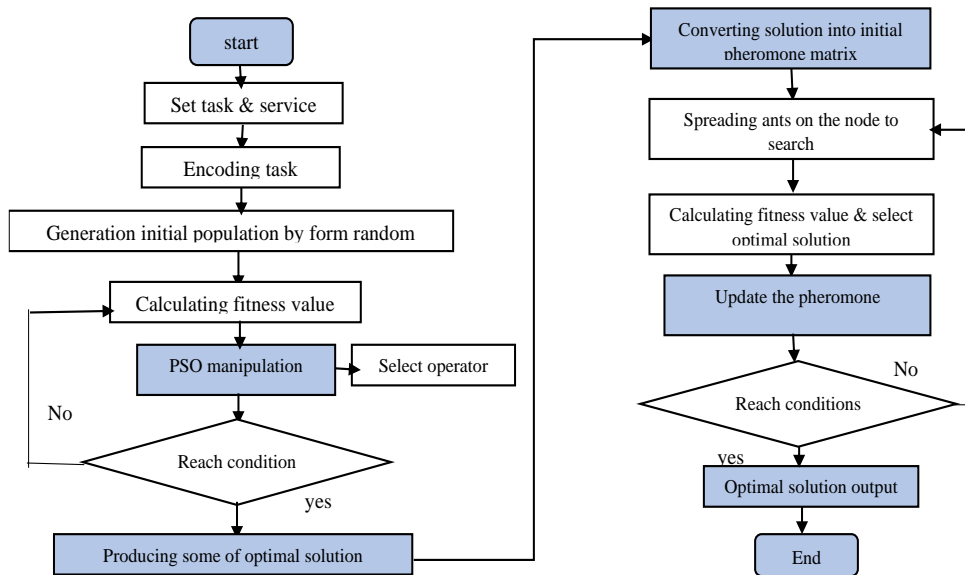 start
Set task & service
Encoding task
Generation initial population by form random
Calculating fitness value
PSO manipulation
Select operator
No
Reach condition
yes
Producing some of optimal solution
Converting solution into initial
pheromone matrix
Spreading ants on the node to
search
Calculating fitness value & select
optimal solution
Update the pheromone
No
Reach conditions
yes
Optimal solution output
End